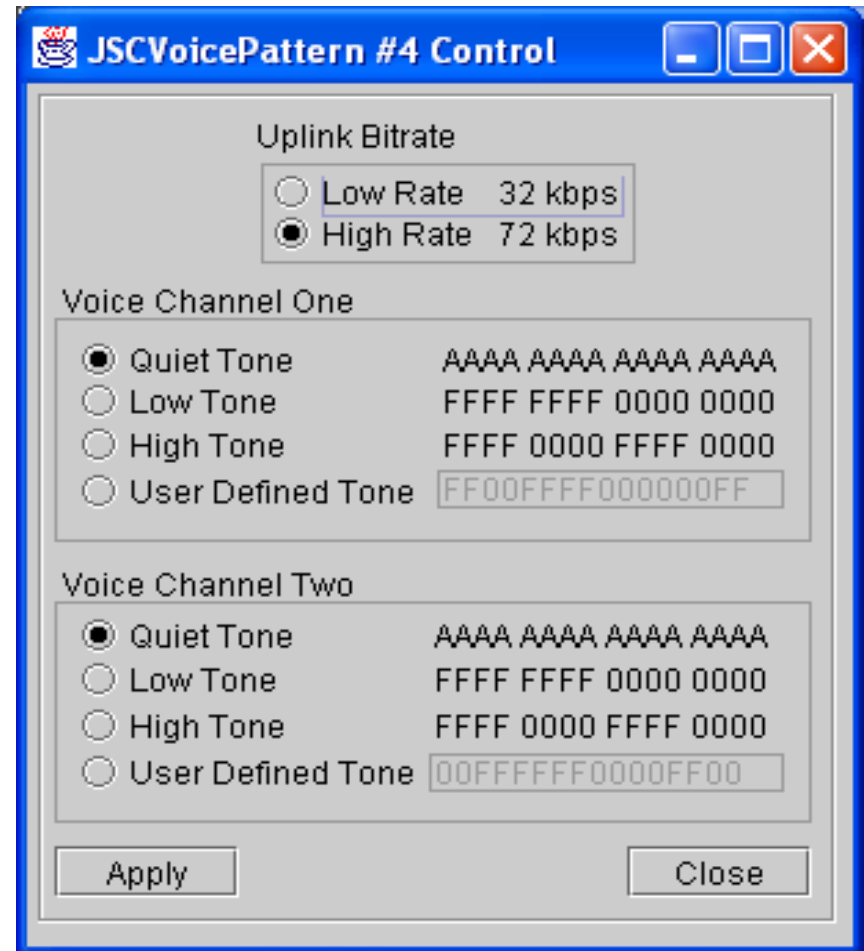 JSCVoicePattern #4 Control
Uplink Bitrate
Low Rate 32 kbps
High Rate 72 kbps
Voice Channel One
Quiet Tone AAAA AAAA AAAA AAAA
Low Tone FFFF FFFF 0000 0000
High Tone FFFF 0000 FFFF 0000
User Defined Tone FF00FFFF000000FF
Voice Channel Two
Quiet Tone AAAA AAAA AAAA AAAA
Low Tone FFFF FFFF 0000 0000
High Tone FFFF 0000 FFFF 0000
User Defined Tone 00FFFFFF0000FF00
Apply Close